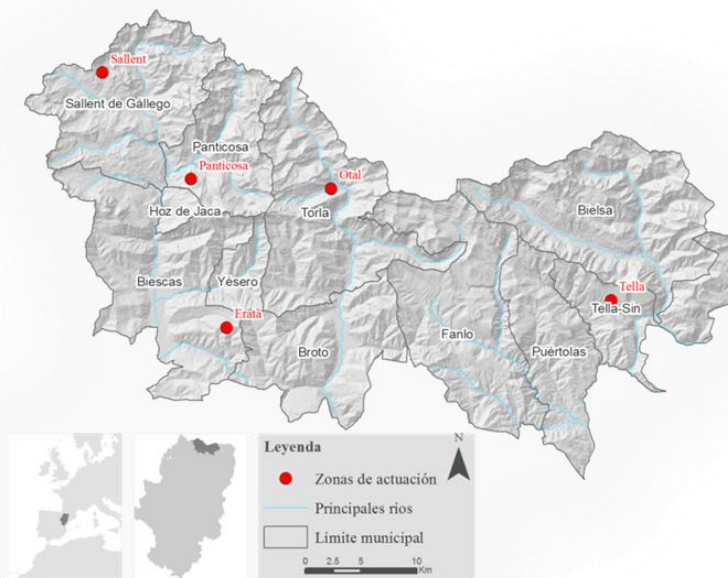 Sallent
Sallent de Gállego
Panticosa
Panticosa
Otal
Hoz de Jaca
Torla
Bielsa
Biescas
Yésero
Tella
Tella-Sin
Erata
Broto
Fanlo
Puértolas
Leyenda
N
Zonas de actuación
Principales ríos
Límite municipal
0 2.5 5 10
Km